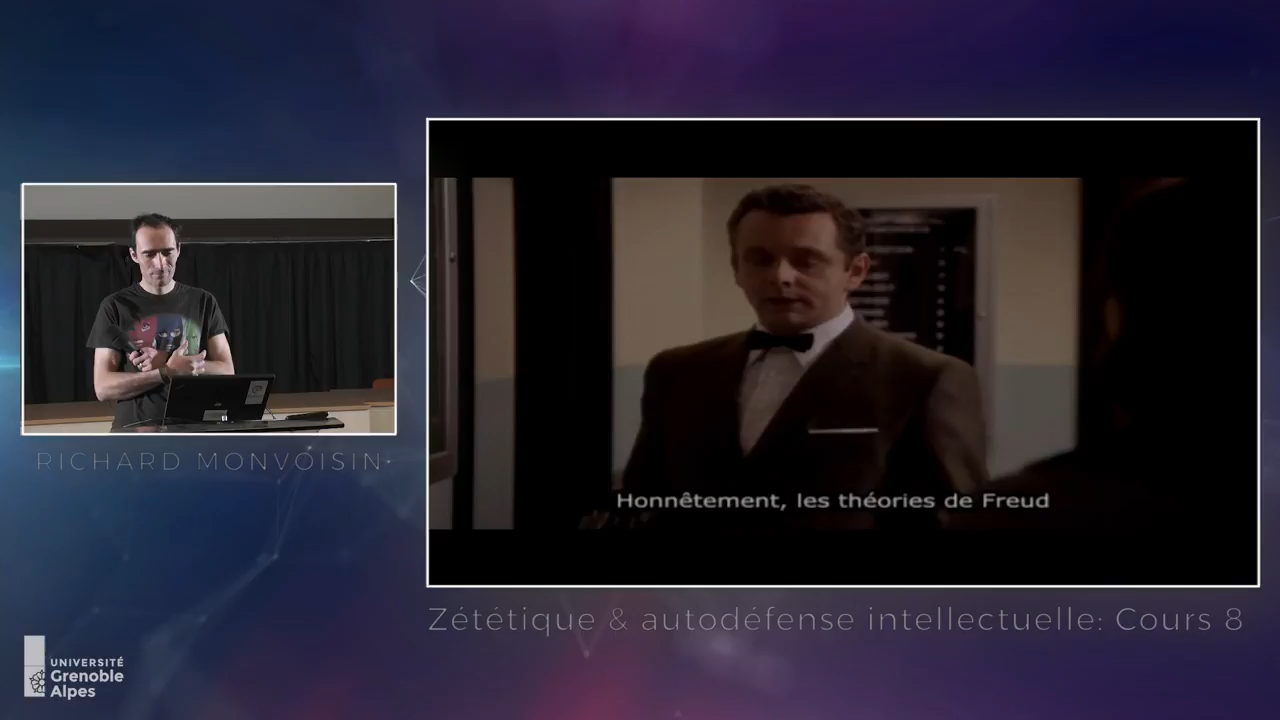 RICHARD MONVOISIN
Honnêtement, les théories de Freud
Zététique & autodéfense intellectuelle: Cours 8
UNIVERSITÉ
Grenoble
Alpes